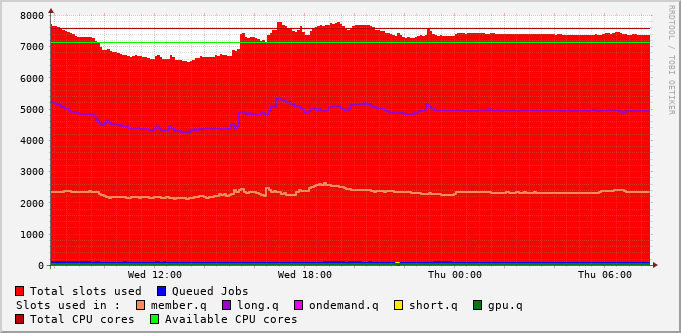 8000
7000
6000
5000
4000
3000
2000
1000
0
Wed 12:00 Wed 18:00 Thu 00:00 Thu 06:00
Total slots used Queued Jobs
Slots used in : member.q long.q ondemand.q short.q gpu.q
Total CPU cores Available CPU cores
RRDTOOL / TOBI OETIKER